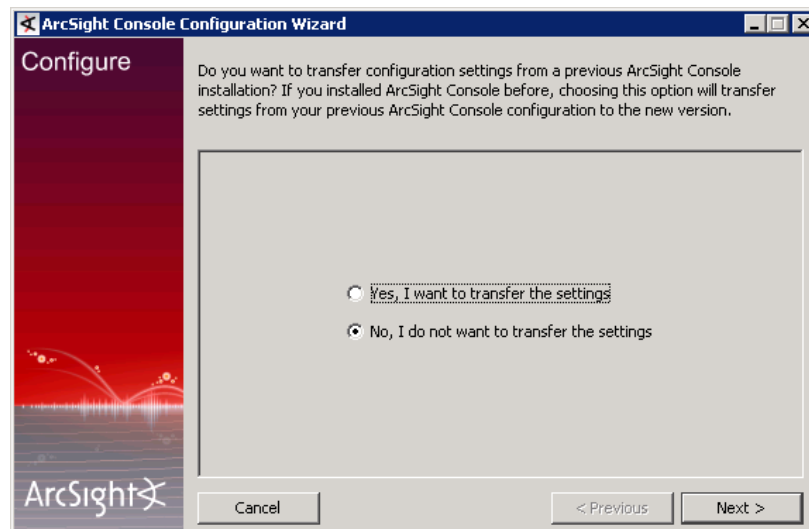 ArcSight Console Configuration Wizard
Configure
Do you want to transfer configuration settings from a previous ArcSight Console
installation? If you installed ArcSight Console before, choosing this option will transfer
settings from your previous ArcSight Console configuration to the new version.
Yes, I want to transfer the settings
No, I do not want to transfer the settings
ArcSight
Cancel
< Previous
Next >